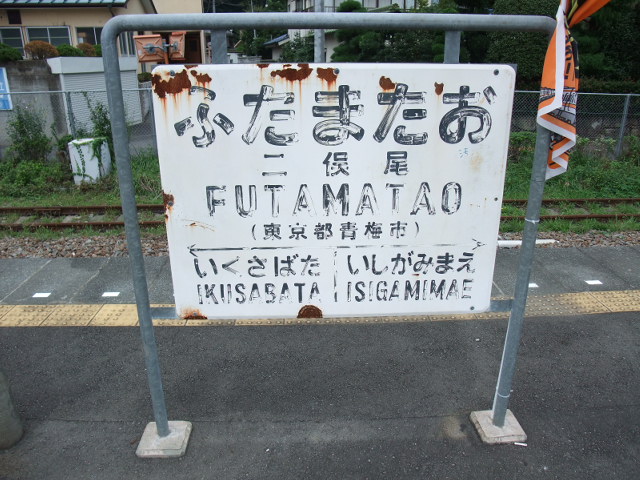 ふたまたお
二俣尾
FUTAMATAO
(東京都青梅市)
いくさばた いしがみまえ
IKUSABATA ISIGAMIMAE